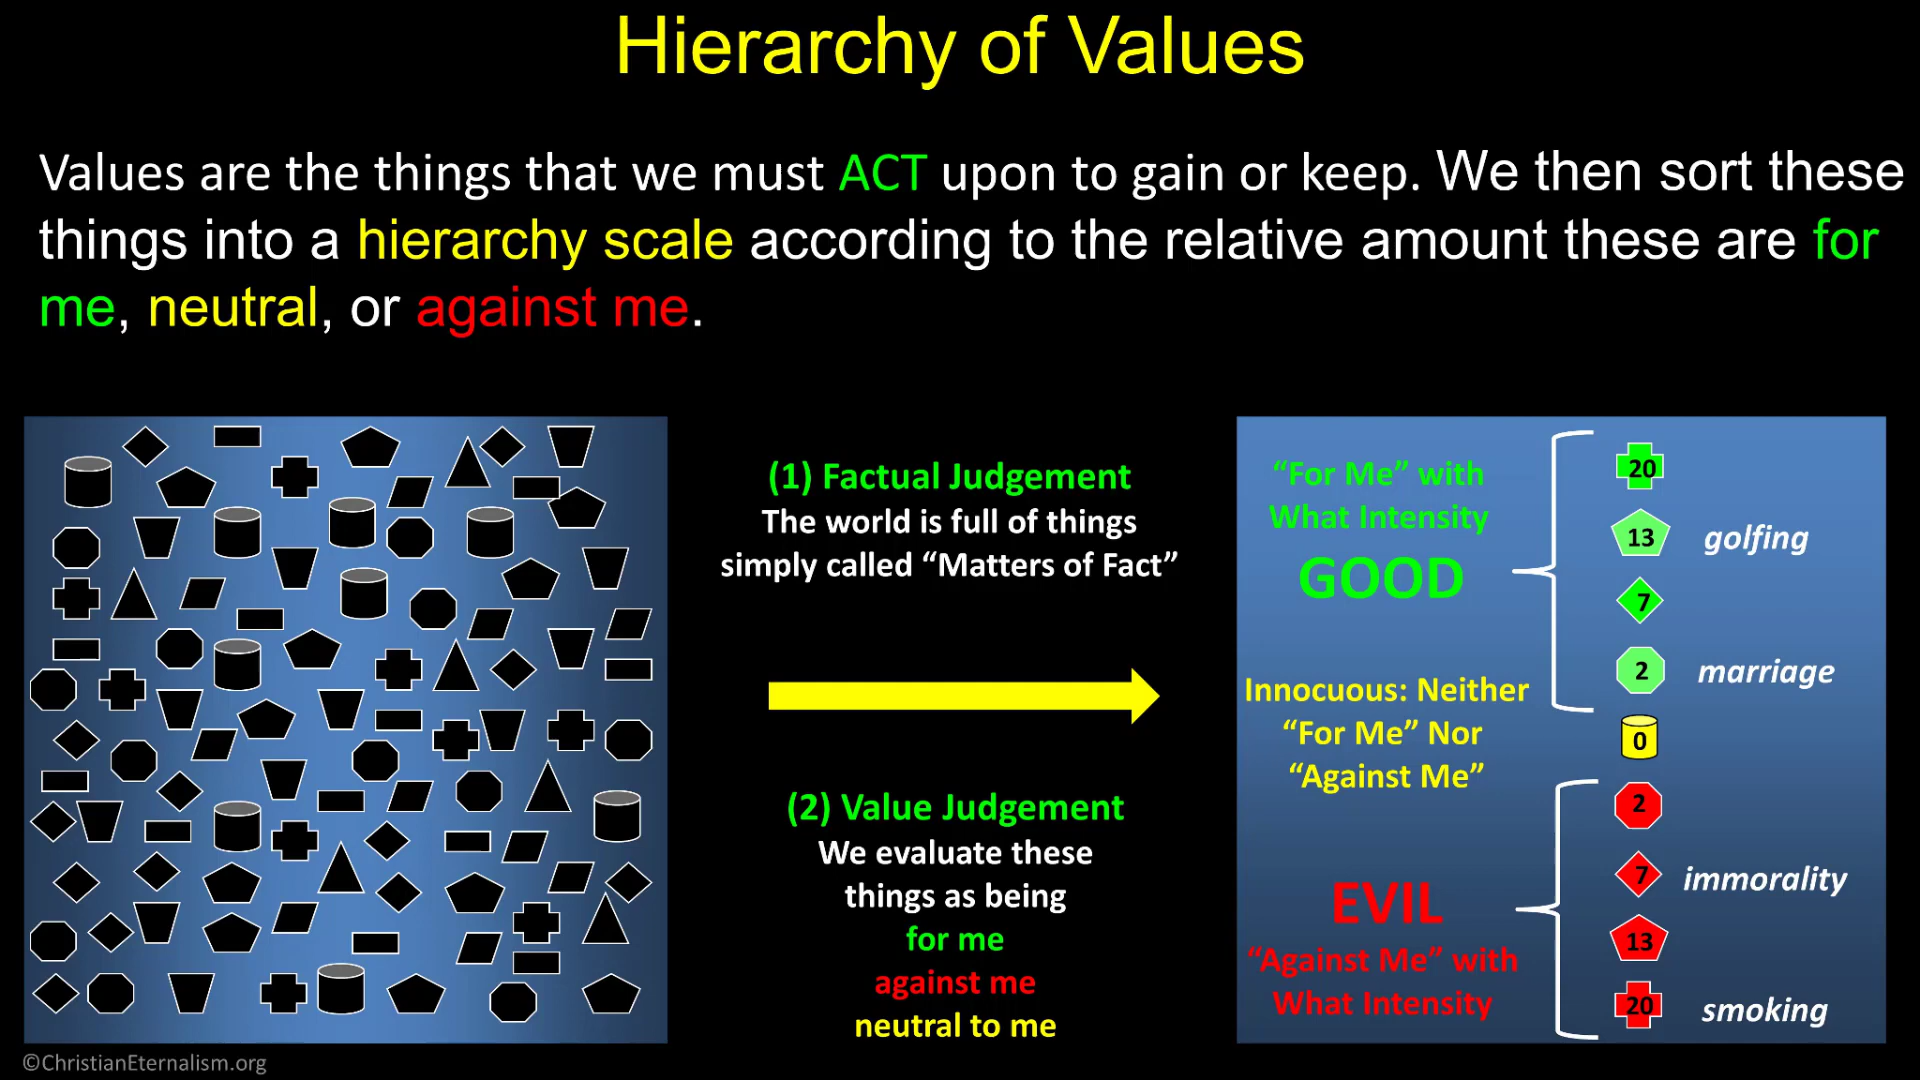 Hierarchy of Values
Values are the things that we must ACT upon to gain or keep. We then sort these
things into a hierarchy scale according to the relative amount these are for
me, neutral, or against me.
(1) Factual Judgement
The world is full of things
simply called “Matters of Fact”
(2) Value Judgement
We evaluate these
things as being
for me
against me
neutral to me
“For Me” with
What Intensity
GOOD
Innocuous: Neither
“For Me” Nor
“Against Me”
EVIL
“Against Me” with
What Intensity
20
13 golfing
7
2 marriage
0
2
7 immorality
13
20 smoking
©ChristianEternalism.org